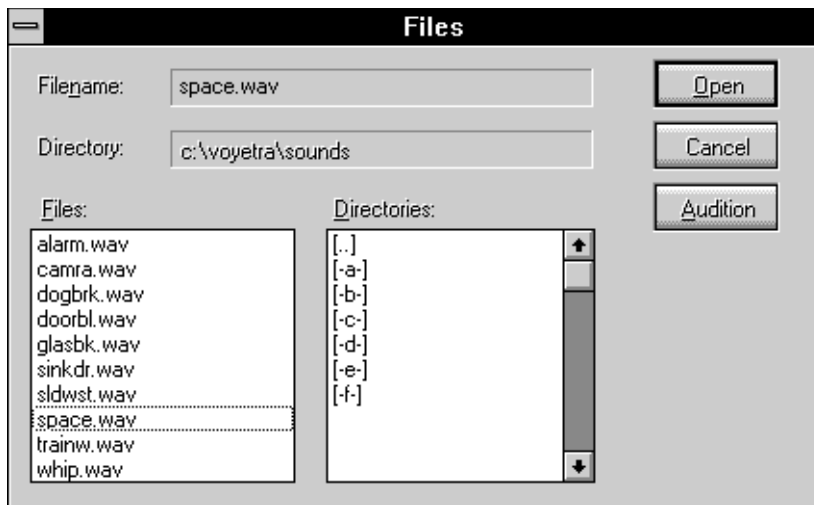 Files
Filename: space.wav Open
Directory: c:\voyetra\sounds Cancel
Audition
Files:
alarm.wav
camra.wav
dogbrk.wav
doorbl.wav
glasbk.wav
sinkdr.wav
sldwst.wav
space.wav
trainw.wav
whip.wav
Directories:
[..]
[-a-]
[-b-]
[-c-]
[-d-]
[-e-]
[-f-]